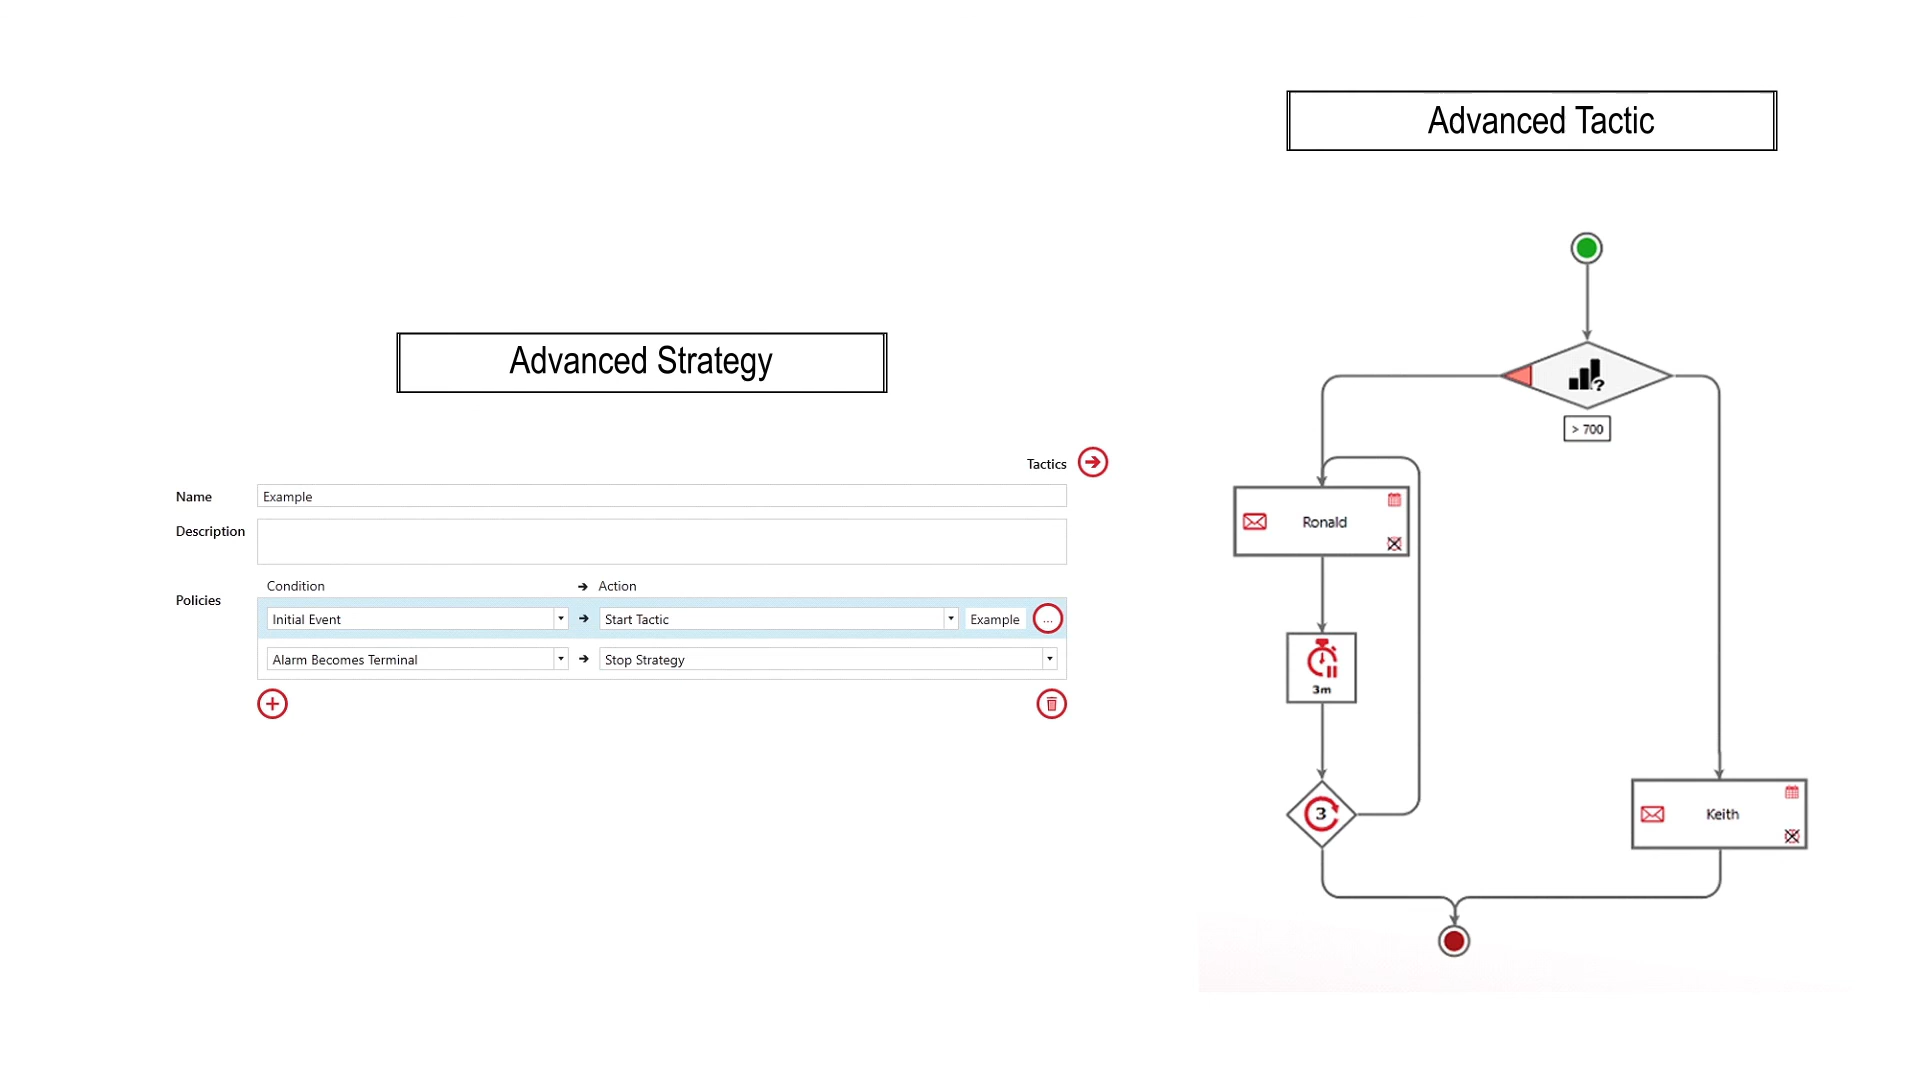 Advanced Tactic
Advanced Strategy
Tactics
Name
Example
Description
Policies
Condition
Action
Initial Event
Start Tactic
Example
...
Alarm Becomes Terminal
Stop Strategy
?
> 700
Ronald
3m
3
Keith